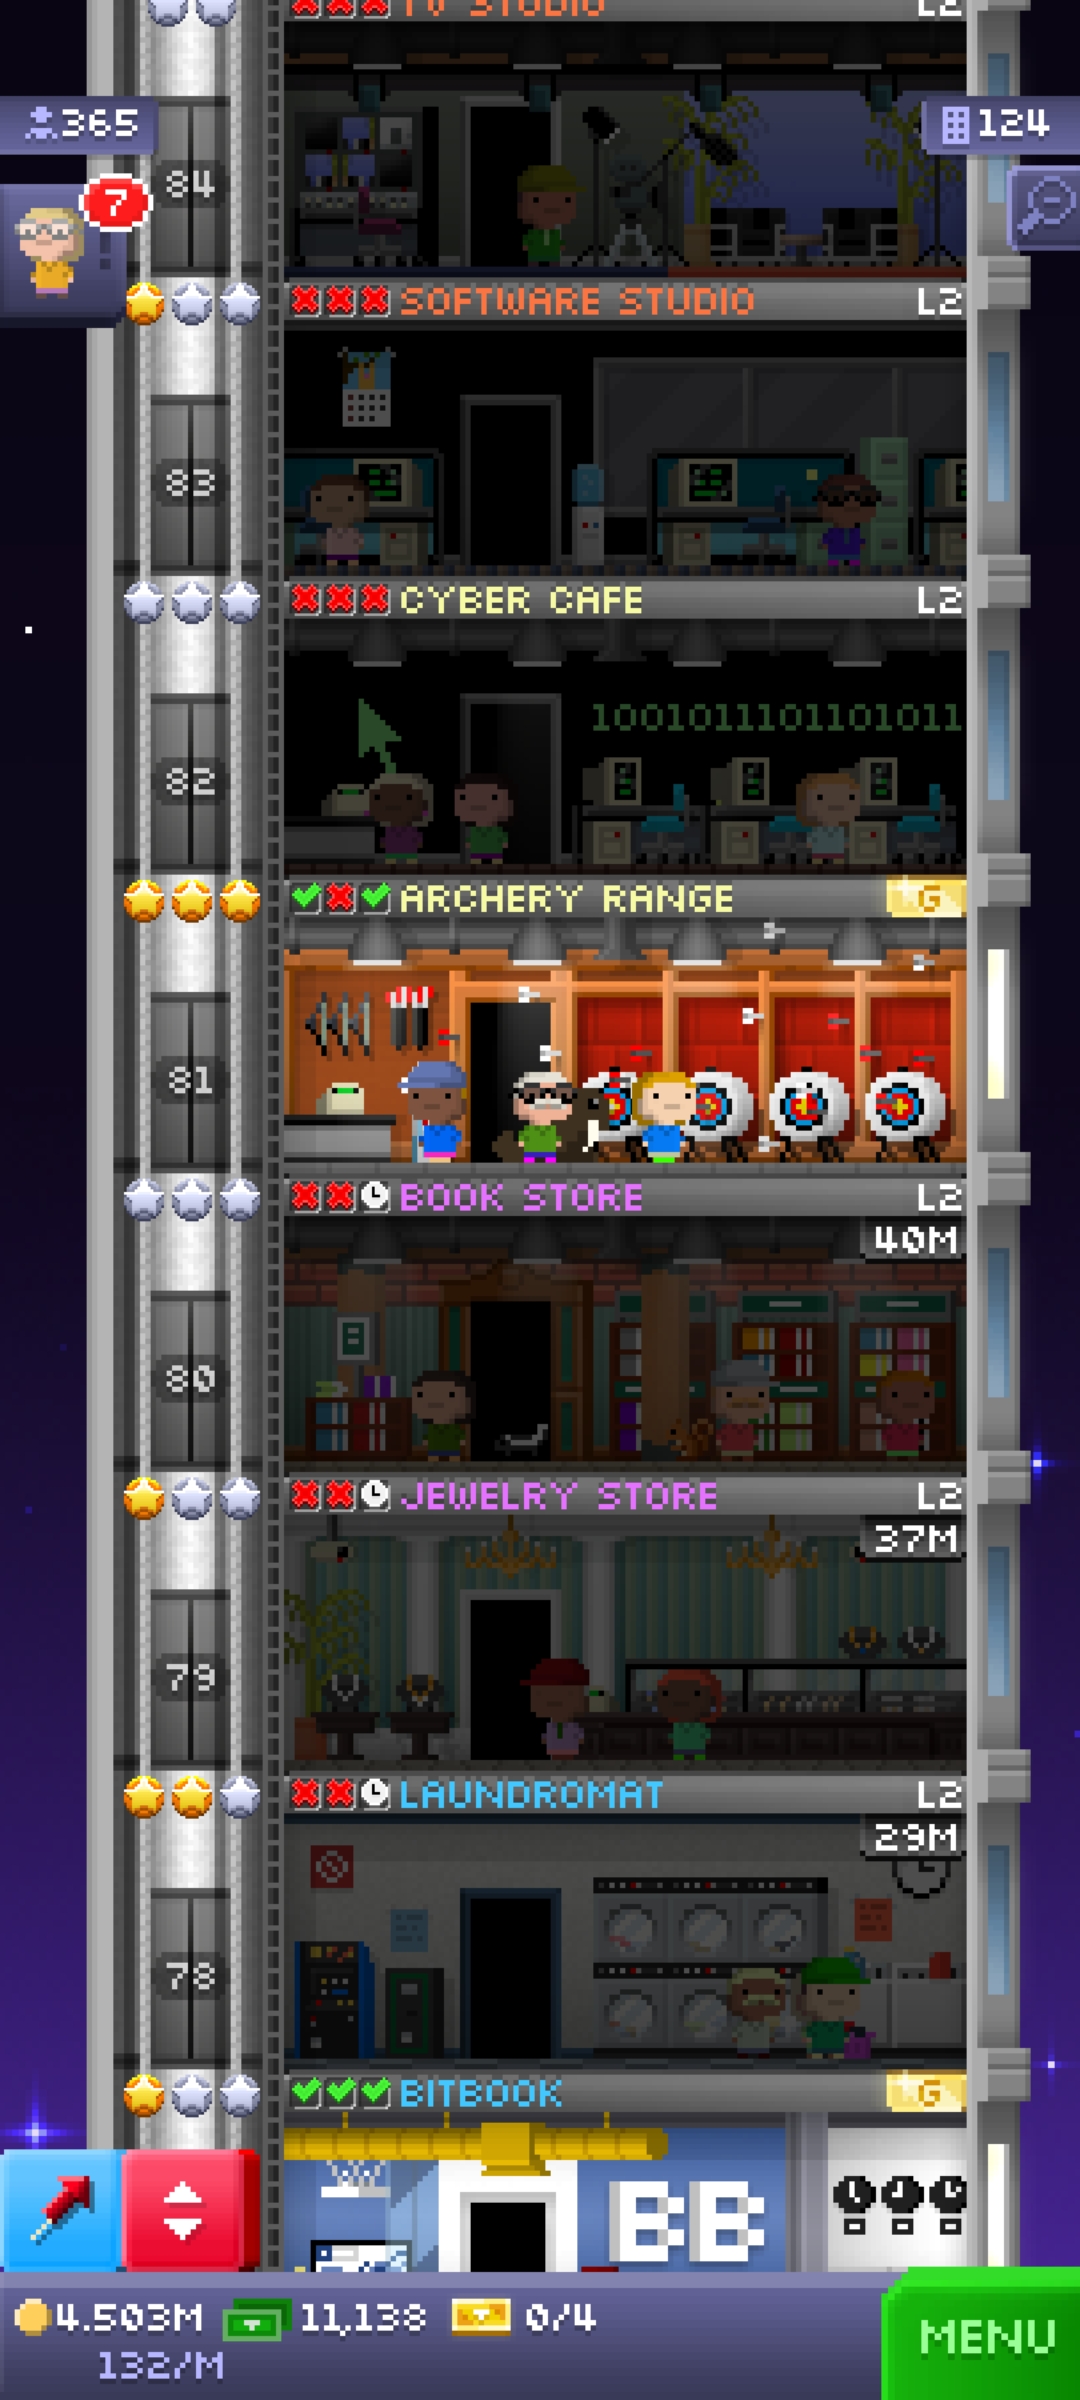 TV STUDIO L2
365
124
7
84
SOFTWARE STUDIO L2
83
CYBER CAFE L2
1001011101101011
82
ARCHERY RANGE G
81
BOOK STORE L2
40M
8
80
JEWELRY STORE L2
37M
79
LAUNDROMAT L2
29M
78
BITBOOK G
BB
4.503M 11,138 0/4
132/M
MENU